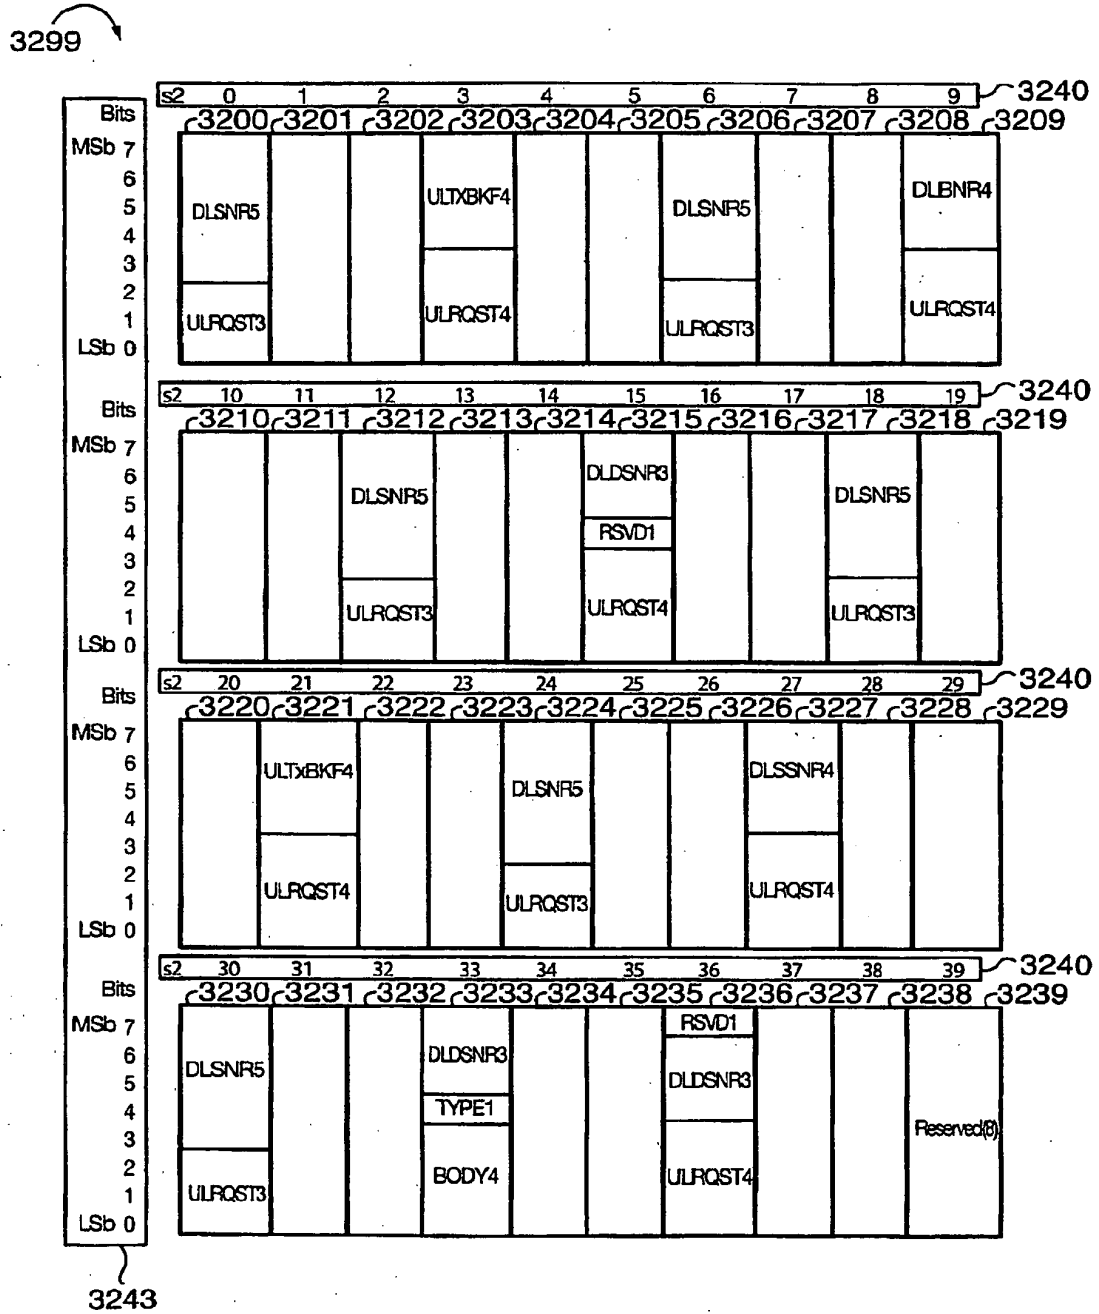 3299
s2 0 1 2 3 4 5 6 7 8 9 3240
Bits 3200 3201 3202 3203 3204 3205 3206 3207 3208 3209
MSb 7
6
5
4
3
2
1
LSb 0
DLSNR5 ULTXBKF4 DLSNR5 DLBNR4
ULRQST3 ULRQST4 ULRQST3 ULRQST4
s2 10 11 12 13 14 15 16 17 18 19 3240
Bits 3210 3211 3212 3213 3214 3215 3216 3217 3218 3219
MSb 7
6
5
4
3
2
1
LSb 0
DLSNR5 DLDSNR3 DLSNR5
RSVD1
ULRQST3 ULRQST4 ULRQST3
s2 20 21 22 23 24 25 26 27 28 29 3240
Bits 3220 3221 3222 3223 3224 3225 3226 3227 3228 3229
MSb 7
6
5
4
3
2
1
LSb 0
ULTxBKF4 DLSNR5 DLSSNR4
ULRQST4 ULRQST3 ULRQST4
s2 30 31 32 33 34 35 36 37 38 39 3240
Bits 3230 3231 3232 3233 3234 3235 3236 3237 3238 3239
MSb 7
6
5
4
3
2
1
LSb 0
RSVD1
DLSNR5 DLDSNR3 DLDSNR3
TYPE1
Reserved(8)
ULRQST3 BODY4 ULRQST4
3243